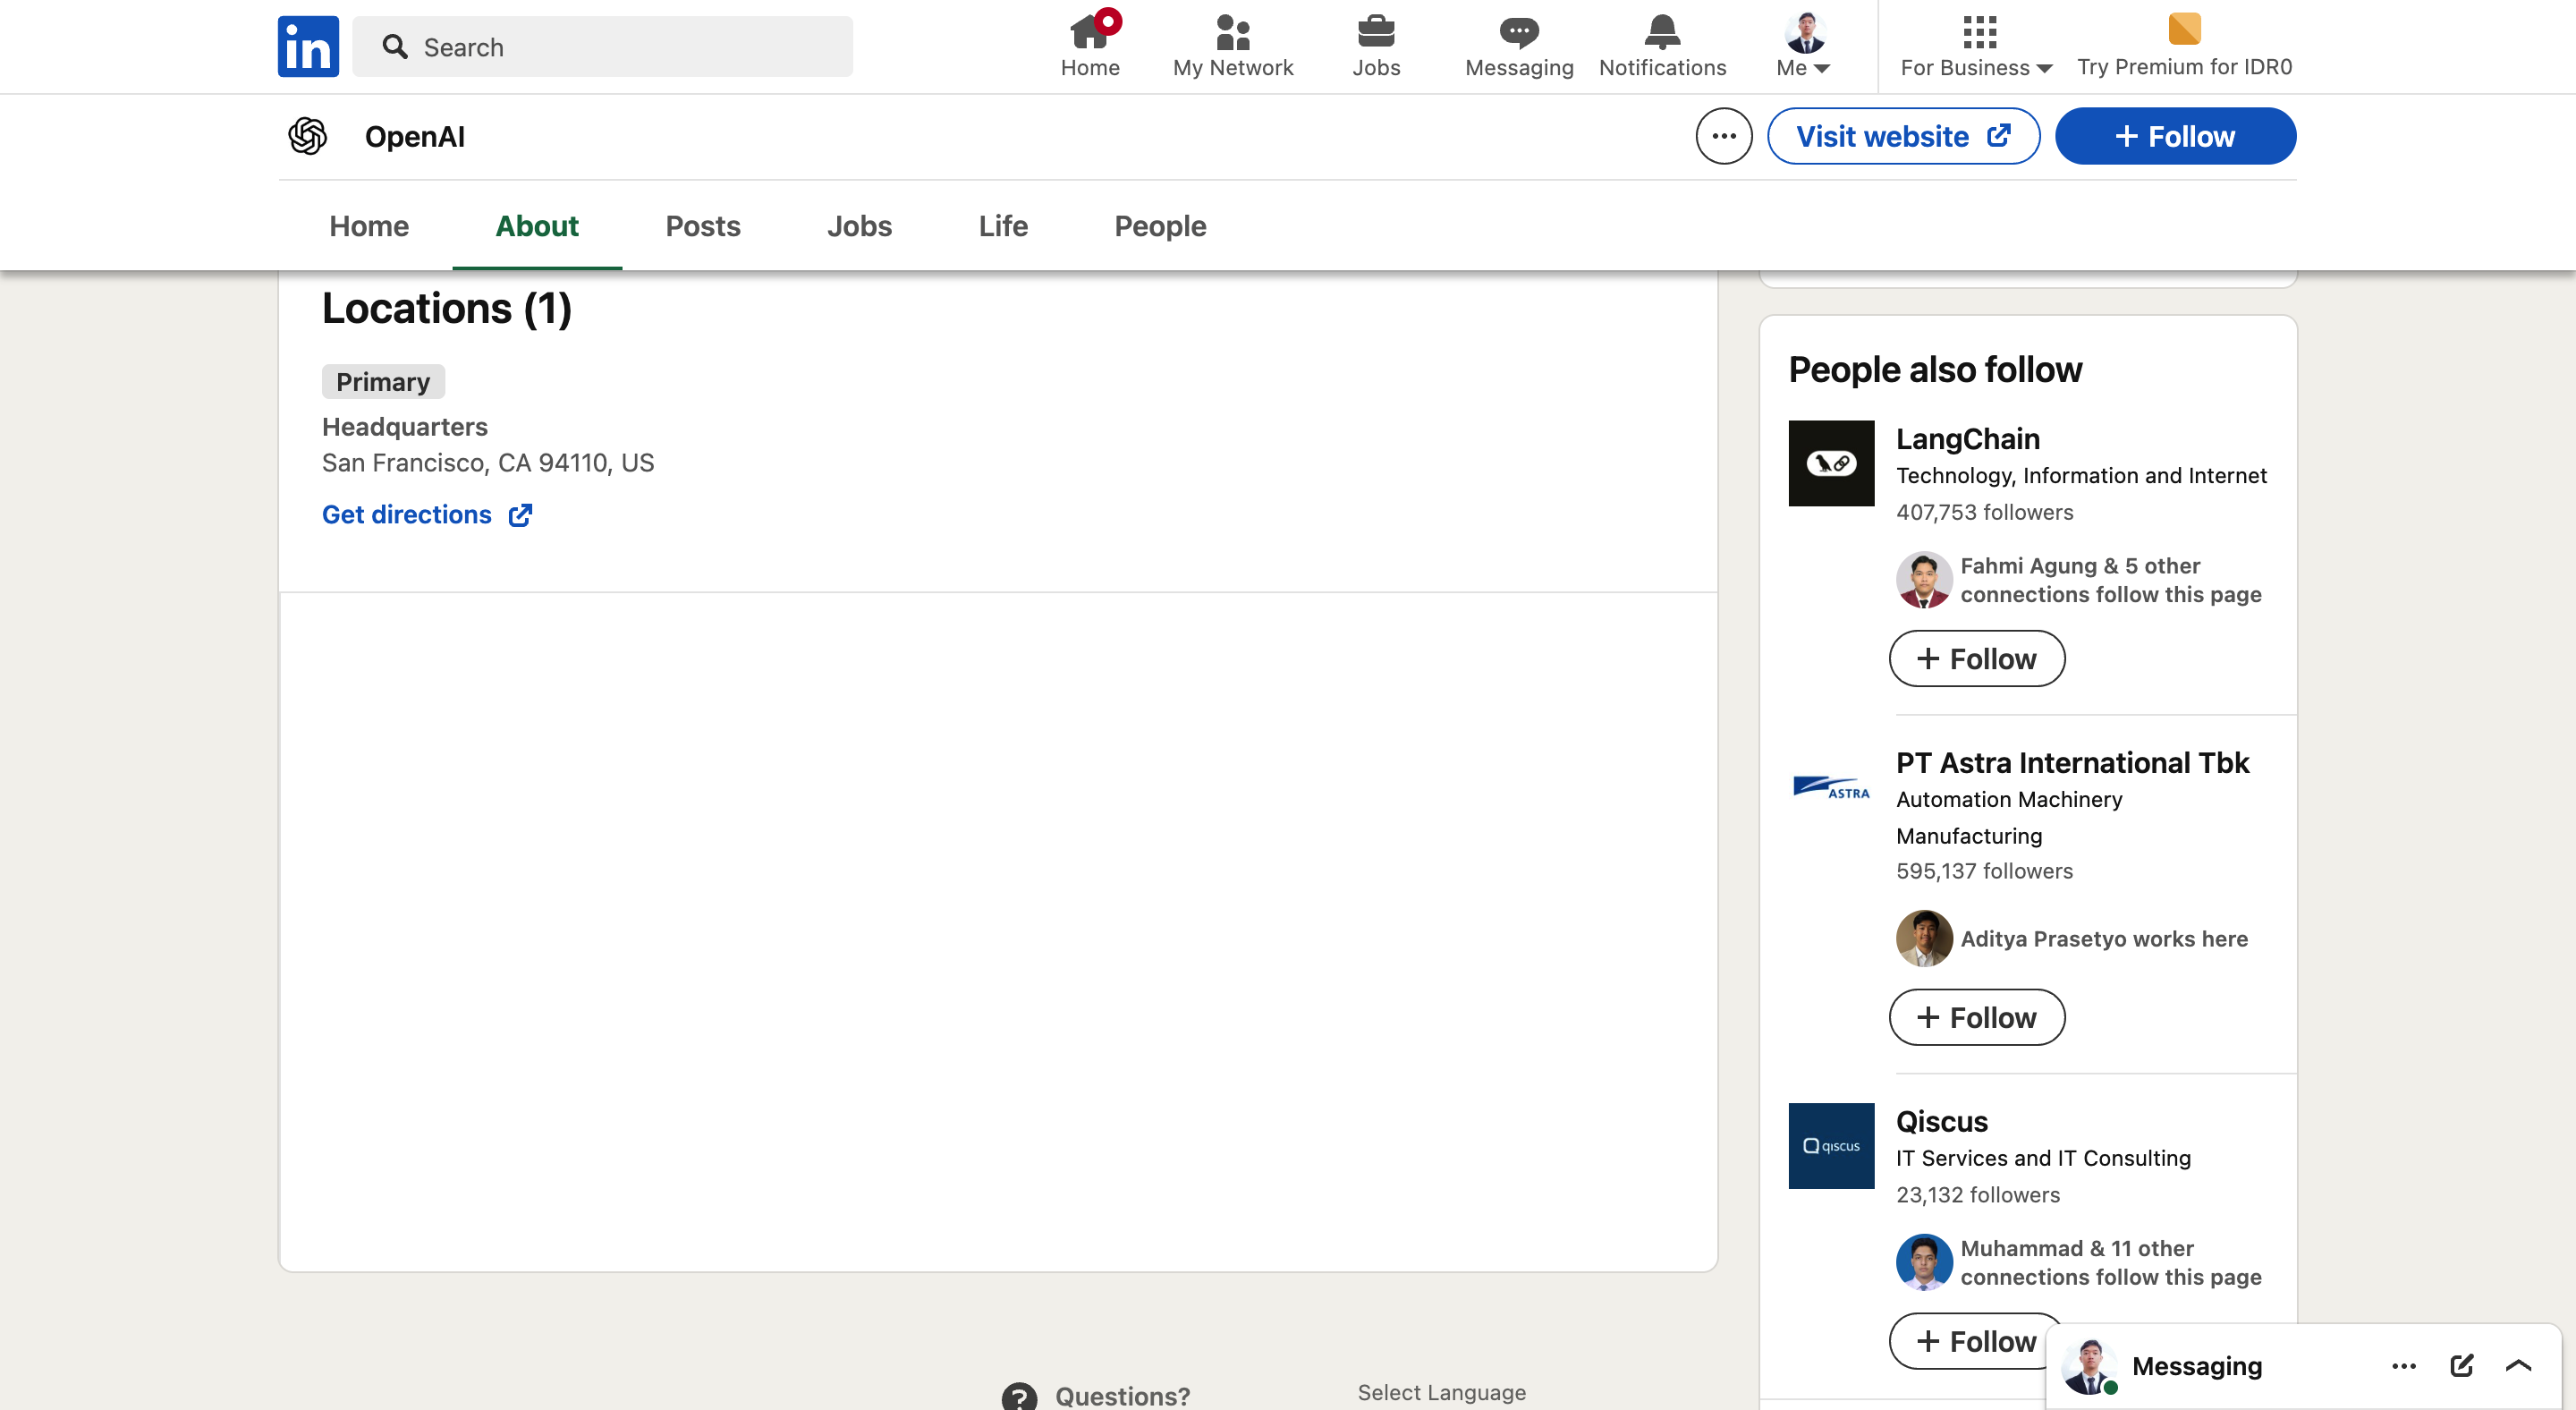 in
Search
Home
My Network
Jobs
Messaging
Notifications
Me
For Business
Try Premium for IDR0
OpenAI
Visit website
+ Follow
Home
About
Posts
Jobs
Life
People
Locations (1)
Primary
Headquarters
San Francisco, CA 94110, US
Get directions
People also follow
LangChain
Technology, Information and Internet
407,753 followers
Fahmi Agung & 5 other
connections follow this page
+ Follow
ASTRA
PT Astra International Tbk
Automation Machinery
Manufacturing
595,137 followers
Aditya Prasetyo works here
+ Follow
qiscus
Qiscus
IT Services and IT Consulting
23,132 followers
Muhammad & 11 other
connections follow this page
+ Follow
Messaging
Questions?
Select Language